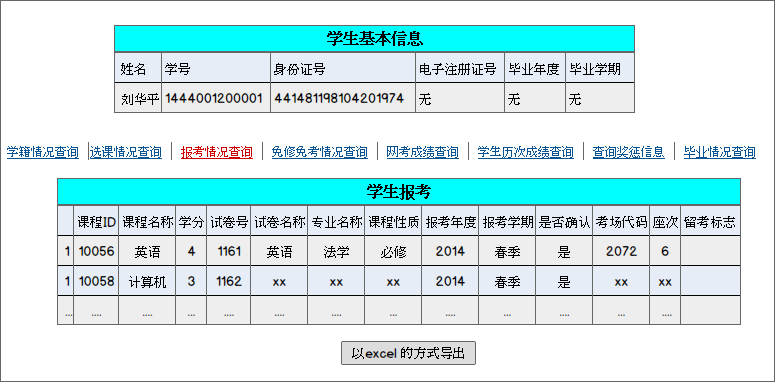 学生基本信息
姓名 学号 身份证号 电子注册证号 毕业年度 毕业学期
刘华平 1444001200001 441481198104201974 无 无 无
学籍情况查询 选课情况查询 报考情况查询 免修免考情况查询 网考成绩查询 学生历次成绩查询 查询奖惩信息 毕业情况查询
学生报考
课程ID 课程名称 学分 试卷号 试卷名称 专业名称 课程性质 报考年度 报考学期 是否确认 考场代码 座次 留考标志
1 10056 英语 4 1161 英语 法学 必修 2014 春季 是 2072 6
1 10058 计算机 3 1162 xx xx xx 2014 春季 是 xx xx
... .... .... ... .... .... .... .... .... .... .... .... ....
以excel 的方式导出